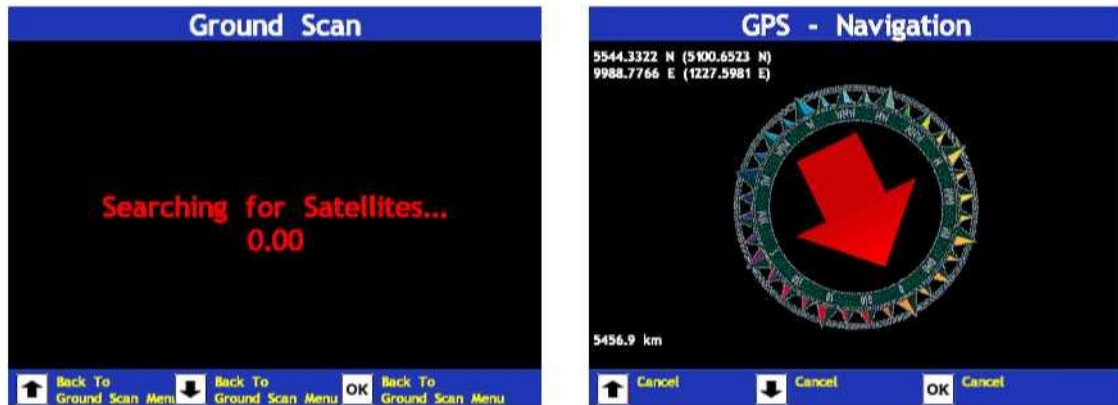 Ground Scan
Searching for Satellites...
0.00
Back To
Ground Scan Menu
Back To
Ground Scan Menu
OK
Back To
Ground Scan Menu
GPS - Navigation
5544.3322 N (5100.6523 N)
9988.7766 E (1227.5981 E)
5456.9 km
Cancel
Cancel
OK
Cancel